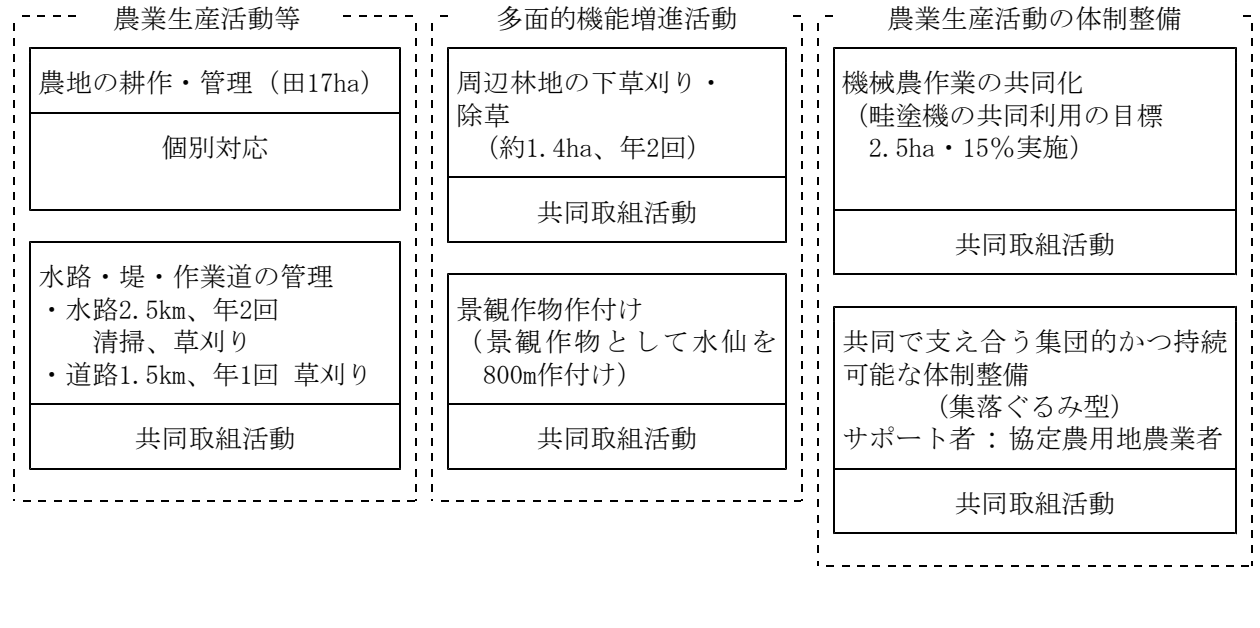 農業生産活動等
農地の耕作・管理（田17ha）
個別対応
水路・堤・作業道の管理
・水路2.5km、年2回
清掃、草刈り
・道路1.5km、年1回 草刈り
共同取組活動
多面的機能増進活動
周辺林地の下草刈り・
除草
（約1.4ha、年2回）
共同取組活動
景観作物作付け
（景観作物として水仙を
800m作付け）
共同取組活動
農業生産活動の体制整備
機械農作業の共同化
（畦塗機の共同利用の目標
2.5ha・15％実施）
共同取組活動
共同で支え合う集団的かつ持続
可能な体制整備
（集落ぐるみ型）
サポート者：協定農用地農業者
共同取組活動